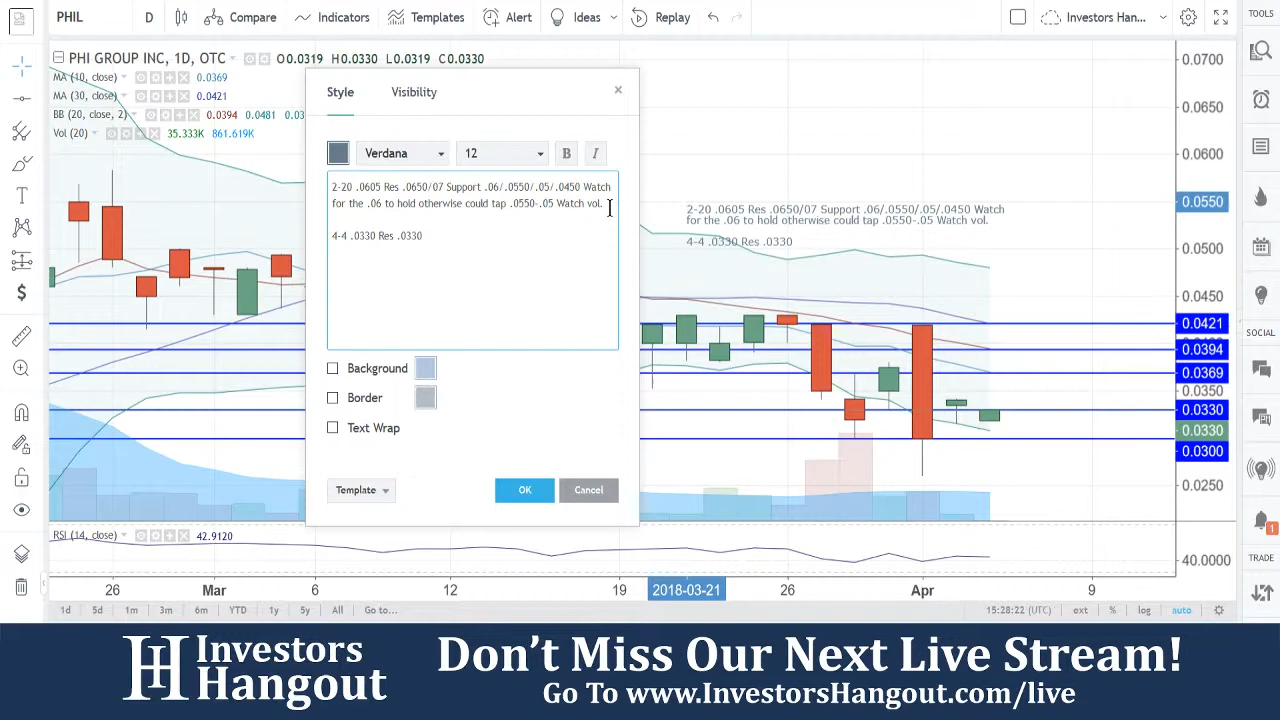 PHIL
D
Compare
Indicators
Templates
Alert
Ideas
Replay
Investors Han...
TOOLS
PHI GROUP INC, 1D, OTC
O0.0319 H0.0330 L0.0319 C0.0330
MA (10, close)
0.0369
MA (30, close)
0.0421
BB (20, close, 2)
0.0394 0.0481
Vol (20)
35.333K 861.619K
Style
Visibility
Verdana
12
B
I
2-20 .0605 Res .0650/07 Support .06/.0550/.05/.0450 Watch
for the .06 to hold otherwise could tap .0550-.05 Watch vol.
4-4 .0330 Res .0330
Background
Border
Text Wrap
Template
OK
Cancel
2-20 .0605 Res .0650/07 Support .06/.0550/.05/.0450 Watch
for the .06 to hold otherwise could tap .0550-.05 Watch vol.
4-4 .0330 Res .0330
0.0700
0.0650
0.0600
0.0550
0.0500
0.0450
0.0421
0.0394
0.0369
0.0350
0.0330
0.0330
0.0300
0.0250
40.0000
SOCIAL
1
TRADE
RSI (14, close)
42.9120
26
Mar
6
12
19
2018-03-21
26
Apr
9
1d 5d 1m 3m 6m YTD 1y 5y All Go to...
15:28:22 (UTC) ext % log auto
Investors
Hangout
Don't Miss Our Next Live Stream!
Go To www.InvestorsHangout.com/live